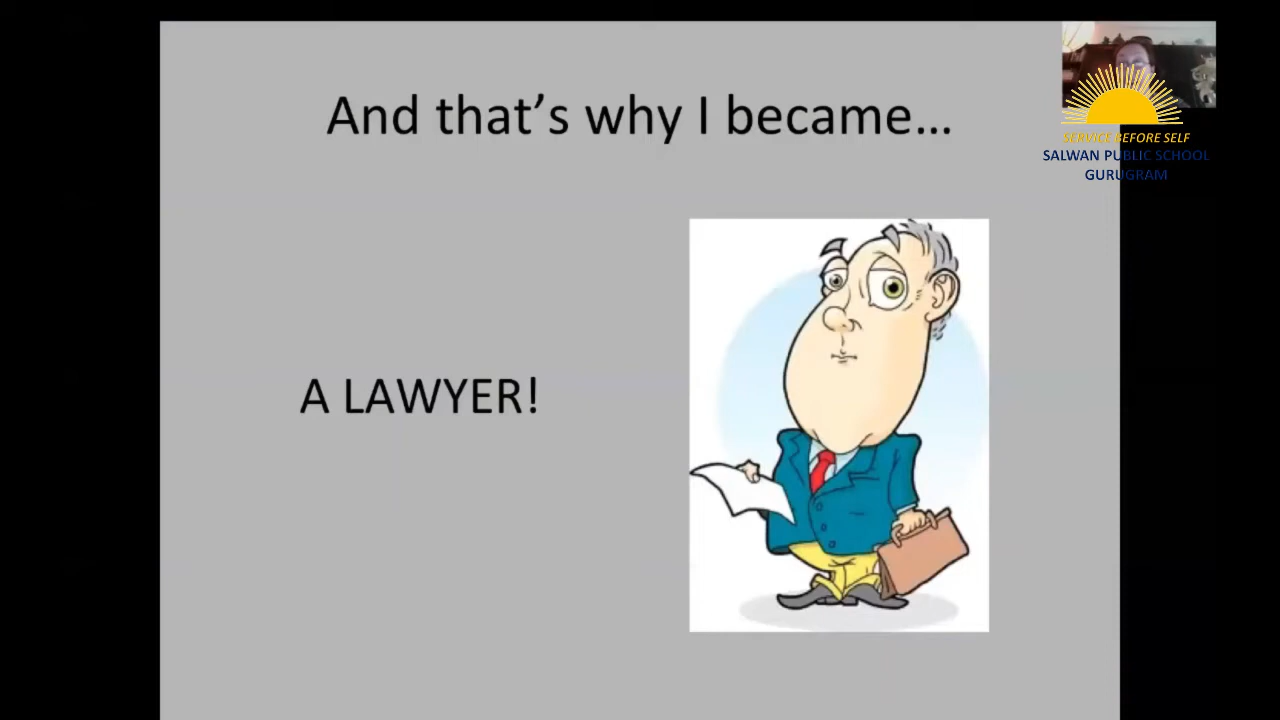 And that's why I became...
SERVICE BEFORE SELF
SALWAN PUBLIC SCHOOL
GURUGRAM
A LAWYER!